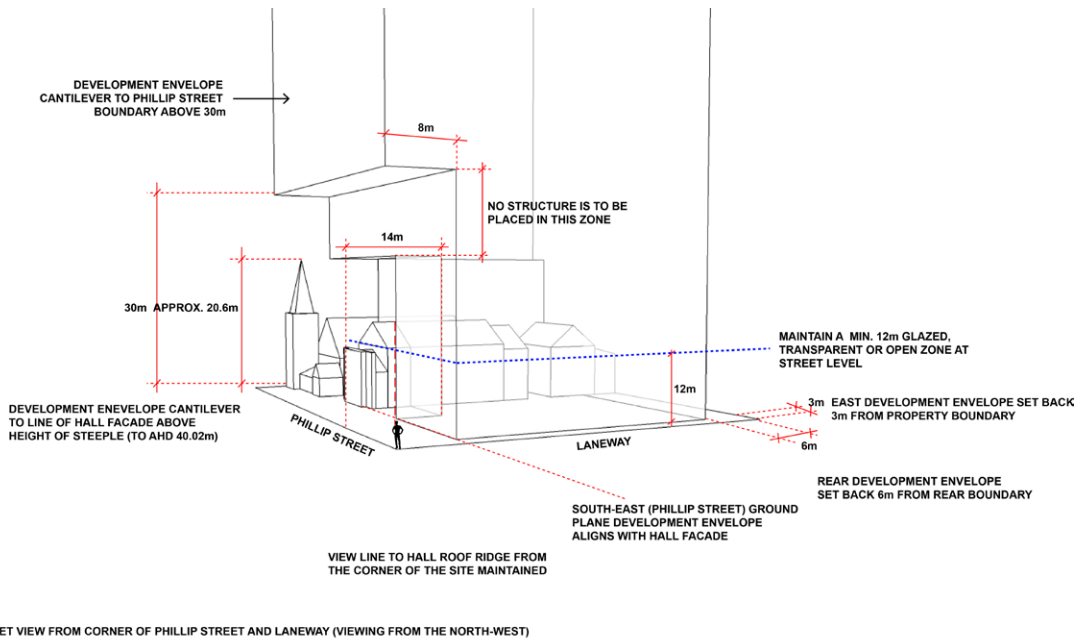 DEVELOPMENT ENVELOPE
CANTILEVER TO PHILLIP STREET
BOUNDARY ABOVE 30m
8m
NO STRUCTURE IS TO BE
PLACED IN THIS ZONE
14m
30m
APPROX. 20.6m
MAINTAIN A MIN. 12m GLAZED,
TRANSPARENT OR OPEN ZONE AT
STREET LEVEL
12m
3m
EAST DEVELOPMENT ENVELOPE SET BACK
3m FROM PROPERTY BOUNDARY
6m
DEVELOPMENT ENEVELOPE CANTILEVER
TO LINE OF HALL FACADE ABOVE
HEIGHT OF STEEPLE (TO AHD 40.02m)
PHILLIP STREET
LANEWAY
REAR DEVELOPMENT ENVELOPE
SET BACK 6m FROM REAR BOUNDARY
SOUTH-EAST (PHILLIP STREET) GROUND
PLANE DEVELOPMENT ENVELOPE
ALIGNS WITH HALL FACADE
VIEW LINE TO HALL ROOF RIDGE FROM
THE CORNER OF THE SITE MAINTAINED
ET VIEW FROM CORNER OF PHILLIP STREET AND LANEWAY (VIEWING FROM THE NORTH-WEST)